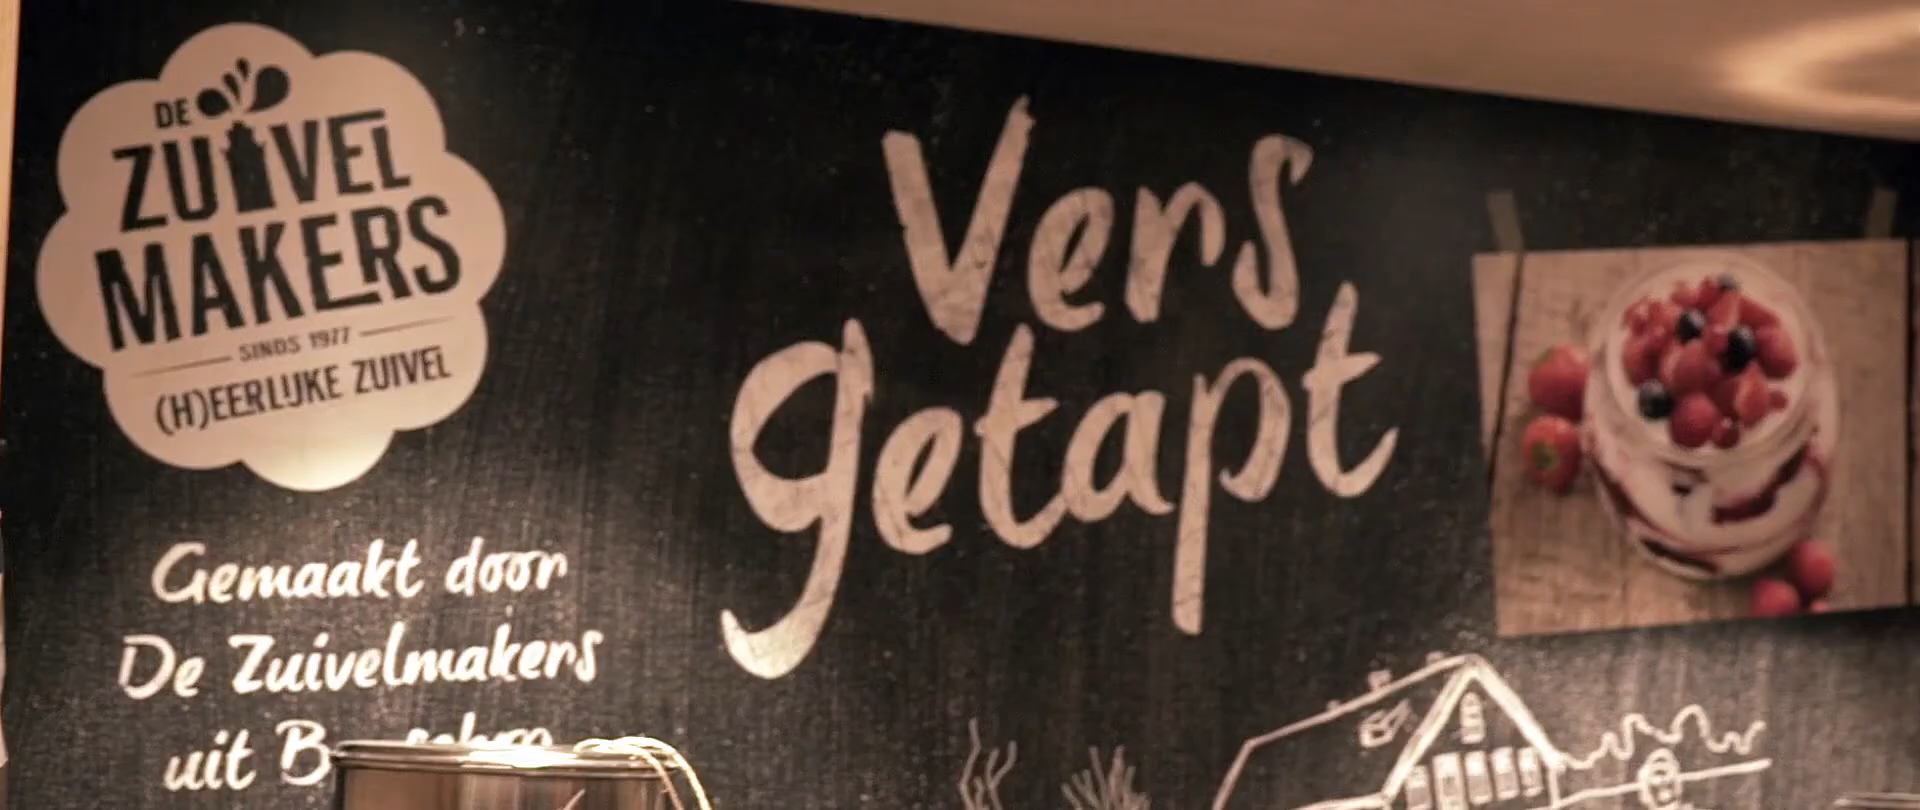 DE
ZUIVEL
MAKERS
SINDS 1977
(H)EERLIJKE ZUIVEL
Vers
getapt
Gemaakt door
De Zuivelmakers
uit